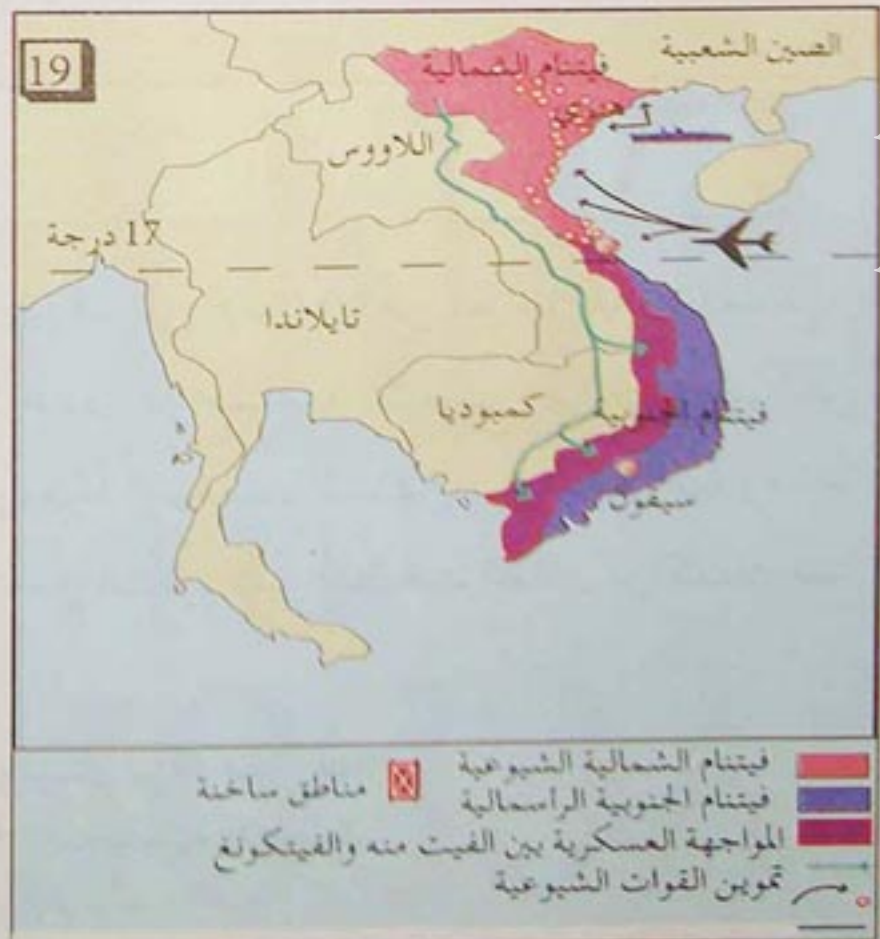 19
الصين الشعبية
فيتنام الشمالية
هنوي
اللاووس
17 درجة
تايلاندا
كمبوديا
فيتنام الجنوبية
سيغون
فيتنام الشمالية الشيوعية
مناطق ساخنة
فيتنام الجنوبية الرأسمالية
المواجهة العسكرية بين الفيت منه والفيتكونغ
تموين القوات الشيوعية